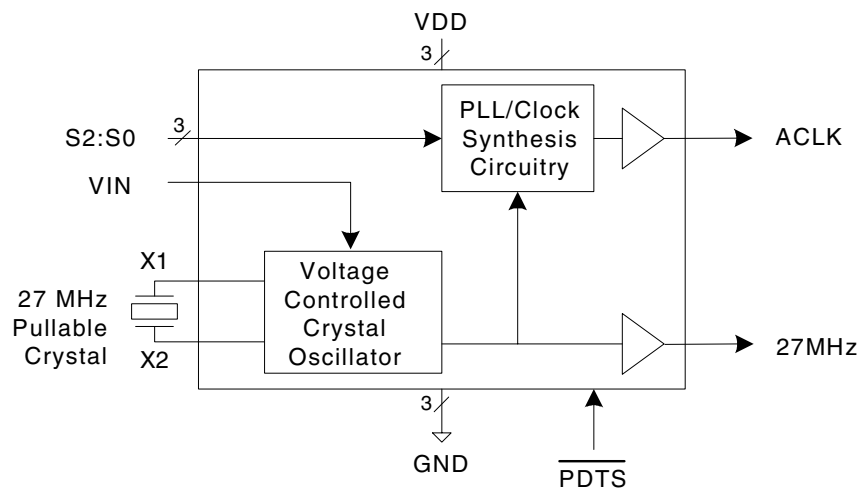 VDD
3
S2:S0
3
PLL/Clock
Synthesis
Circuitry
ACLK
VIN
X1
27 MHz
Pullable
Crystal
X2
Voltage
Controlled
Crystal
Oscillator
27MHz
3
GND
PDTS